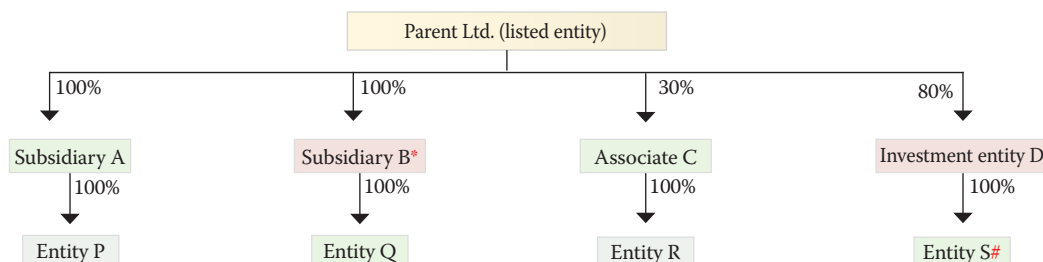 Parent Ltd. (listed entity)
100%
100%
30%
80%
Subsidiary A
Subsidiary B*
Associate C
Investment entity D
100%
100%
100%
100%
Entity P
Entity Q
Entity R
Entity S#